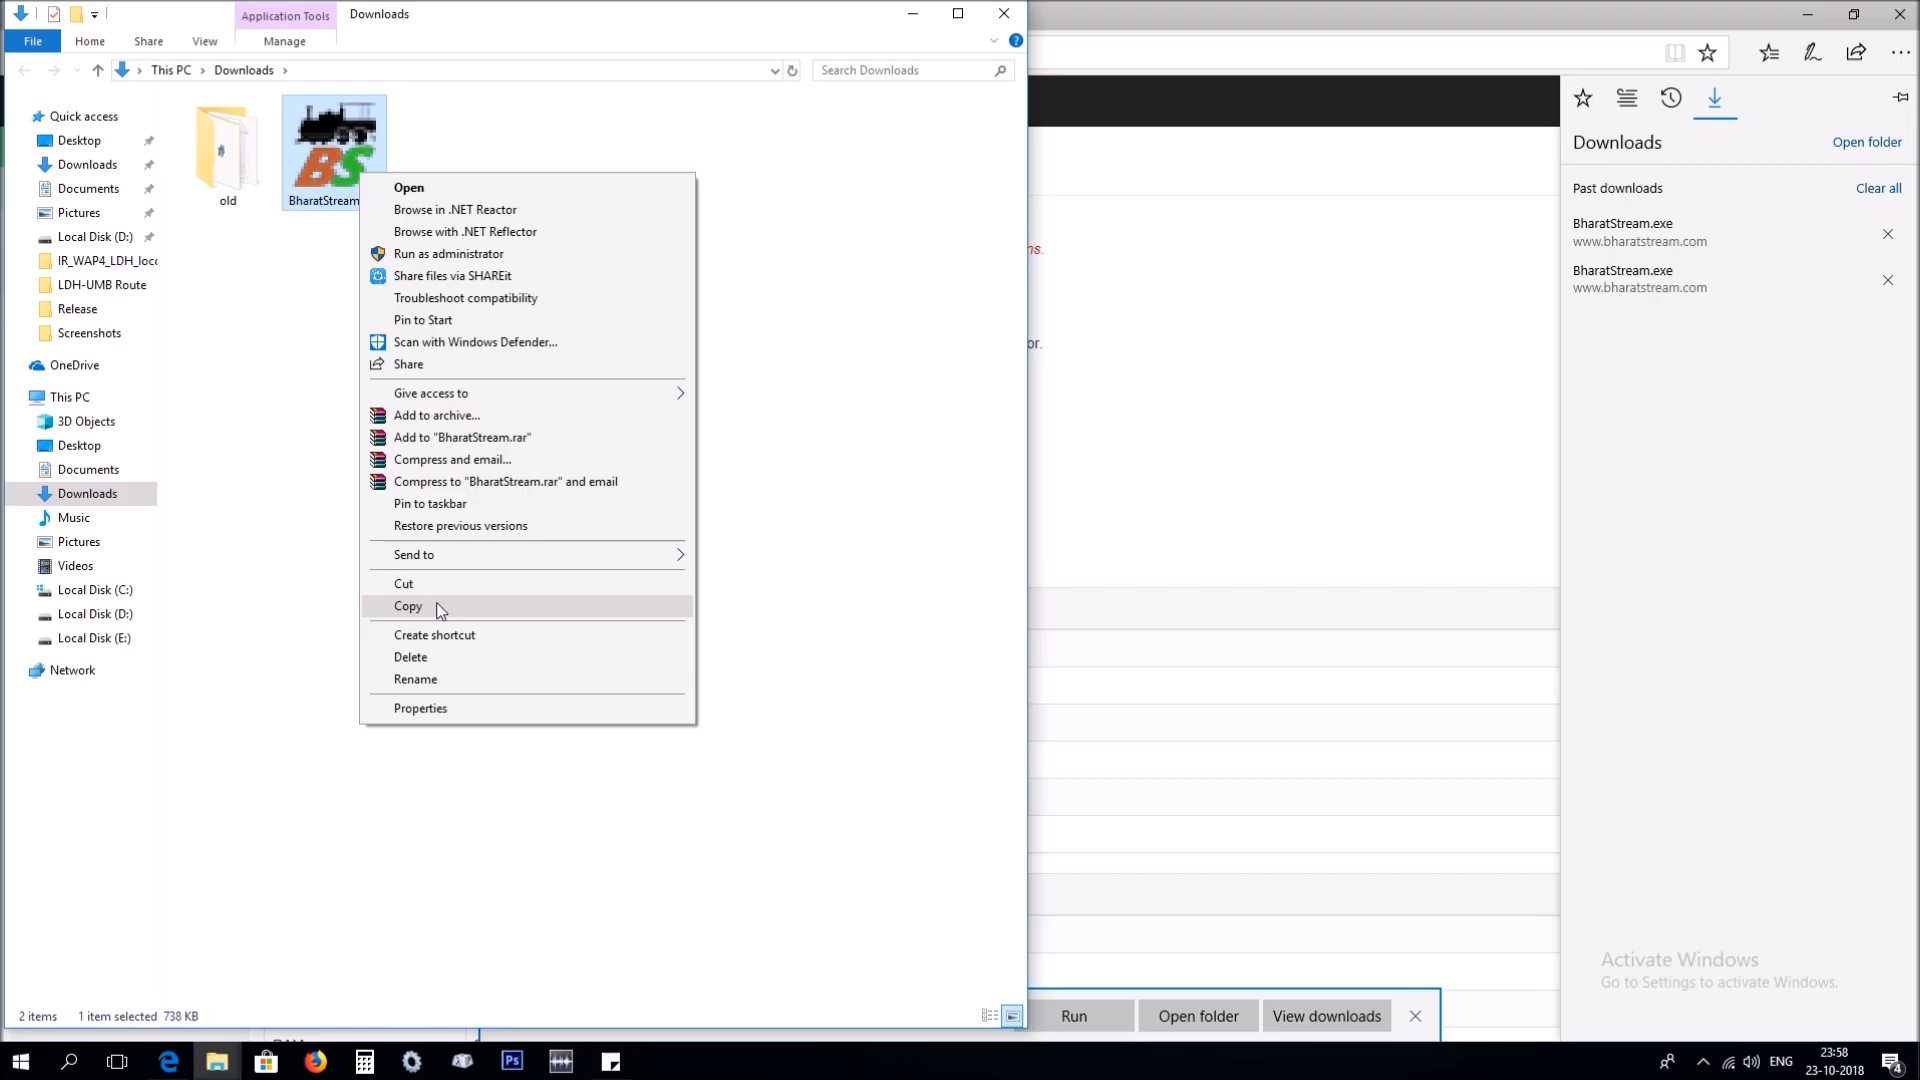 Application Tools
Downloads
File
Home
Share
View
Manage
This PC
Downloads
Search Downloads
Quick access
Desktop
Downloads
Documents
Pictures
Local Disk (D:)
IR_WAP4_LDH_loco
LDH-UMB Route
Release
Screenshots
OneDrive
This PC
3D Objects
Desktop
Documents
Downloads
Music
Pictures
Videos
Local Disk (C:)
Local Disk (D:)
Local Disk (E:)
Network
old
BS
BharatStream
Open
Browse in .NET Reactor
Browse with .NET Reflector
Run as administrator
Share files via SHAREit
Troubleshoot compatibility
Pin to Start
Scan with Windows Defender...
Share
Give access to
Add to archive...
Add to "BharatStream.rar"
Compress and email...
Compress to "BharatStream.rar" and email
Pin to taskbar
Restore previous versions
Send to
Cut
Copy
Create shortcut
Delete
Rename
Properties
2 items
1 item selected 738 KB
ns.
or.
Downloads
Open folder
Past downloads
Clear all
BharatStream.exe
www.bharatstream.com
BharatStream.exe
www.bharatstream.com
Activate Windows
Go to Settings to activate Windows.
Run
Open folder
View downloads
Ps
ENG
23:58
23-10-2018
4